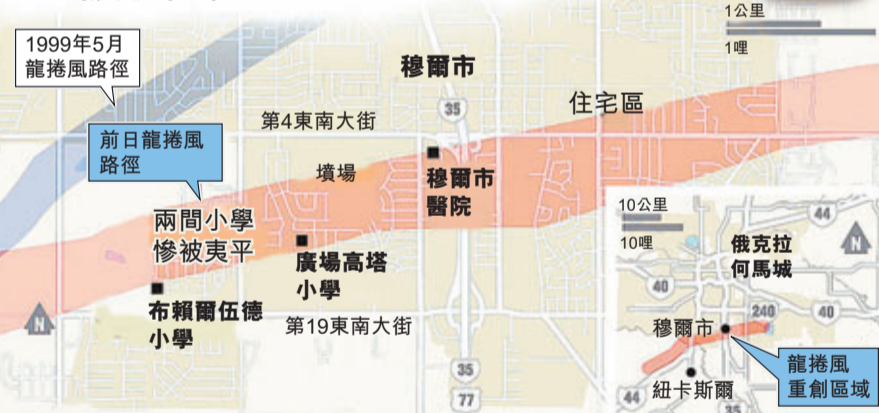 1公里
1哩
1999年5月
龍捲風路徑
穆爾市
35
住宅區
第4東南大街
前日龍捲風
路徑
墳場
穆爾市
醫院
兩間小學
慘被夷平
廣場高塔
小學
布賴爾伍德
小學
第19東南大街
N
35
77
10公里
10哩
44
俄克拉
何馬城
N
40
240
40
穆爾市
龍捲風
重創區域
紐卡斯爾
44
35